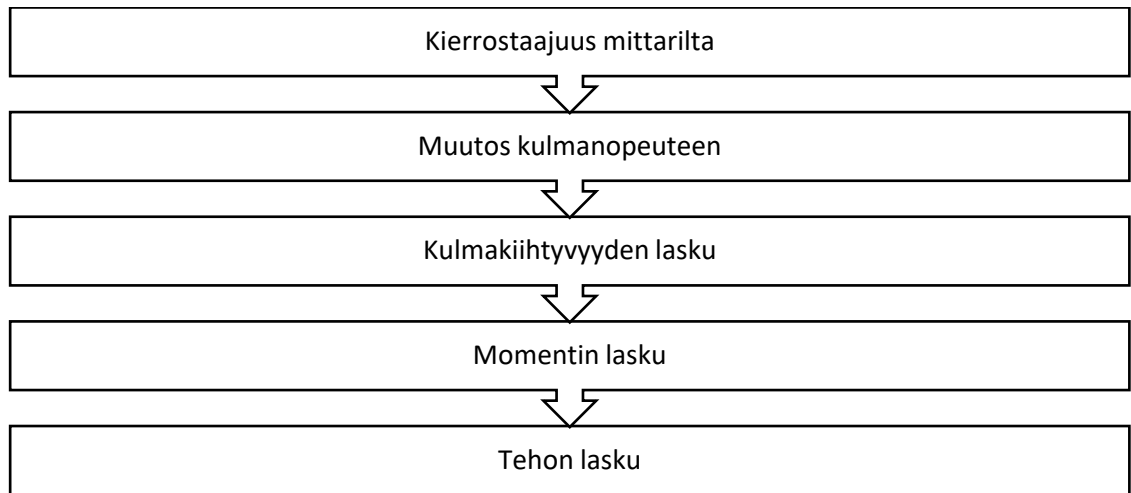 Kierrostaajuus mittarilta
Muutos kulmanopeuteen
Kulmakiihtyvyyden lasku
Momentin lasku
Tehon lasku